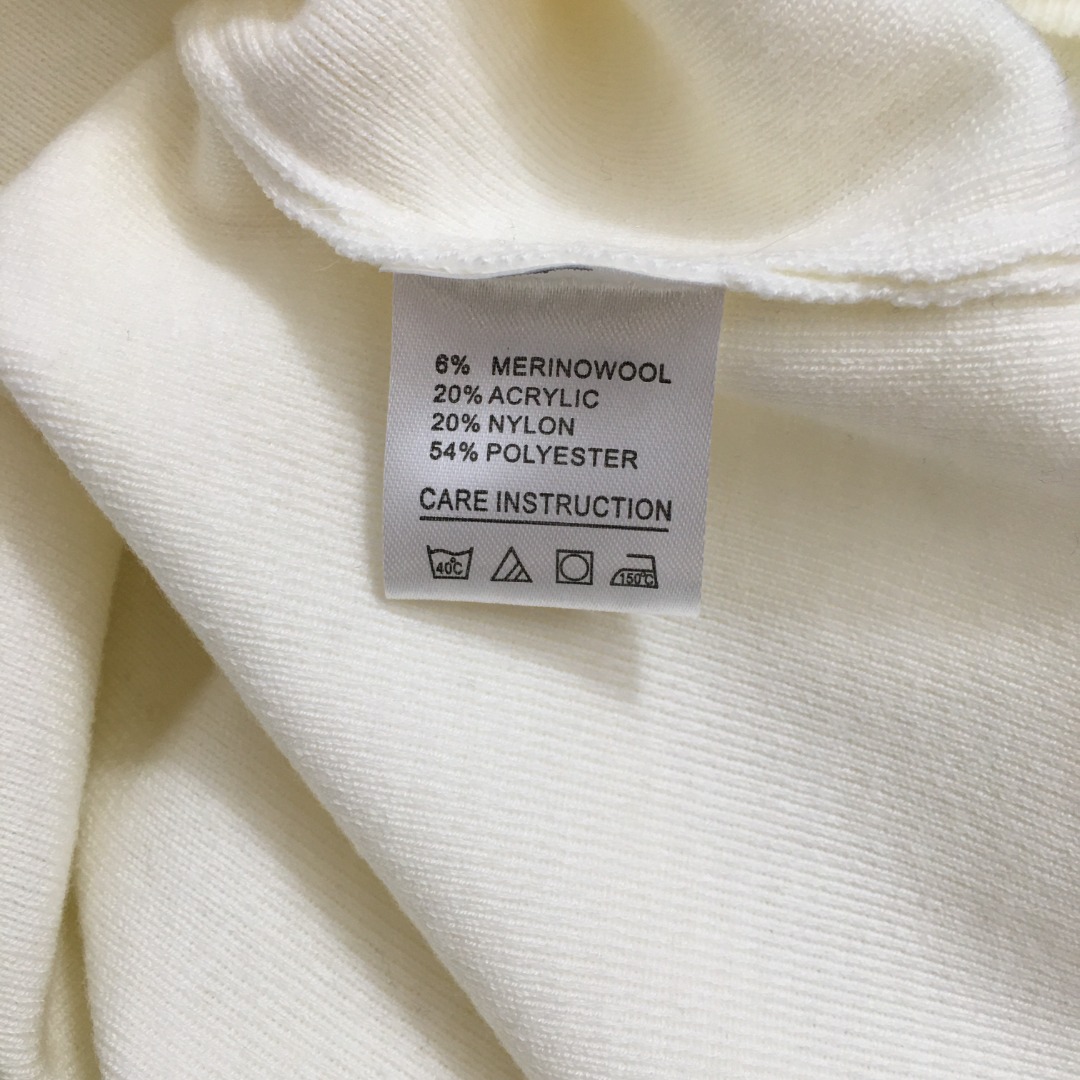 6% MERINOWOOL
20% ACRYLIC
20% NYLON
54% POLYESTER
CARE INSTRUCTION
40°C 150°C